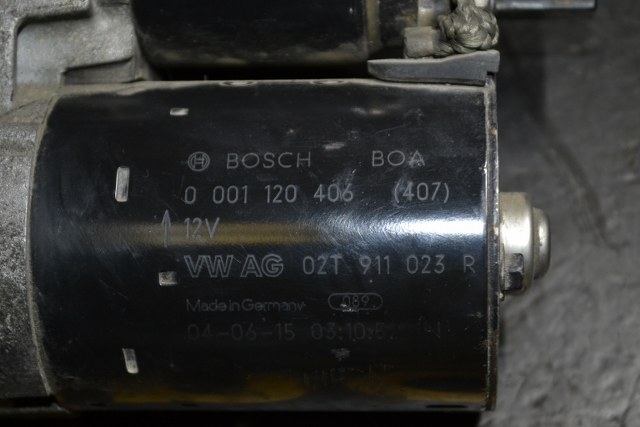 BOSCH BOA
0 001 120 406 (407)
12V
VW AG 02T 911 023 R
Made in Germany 089
04-06-15